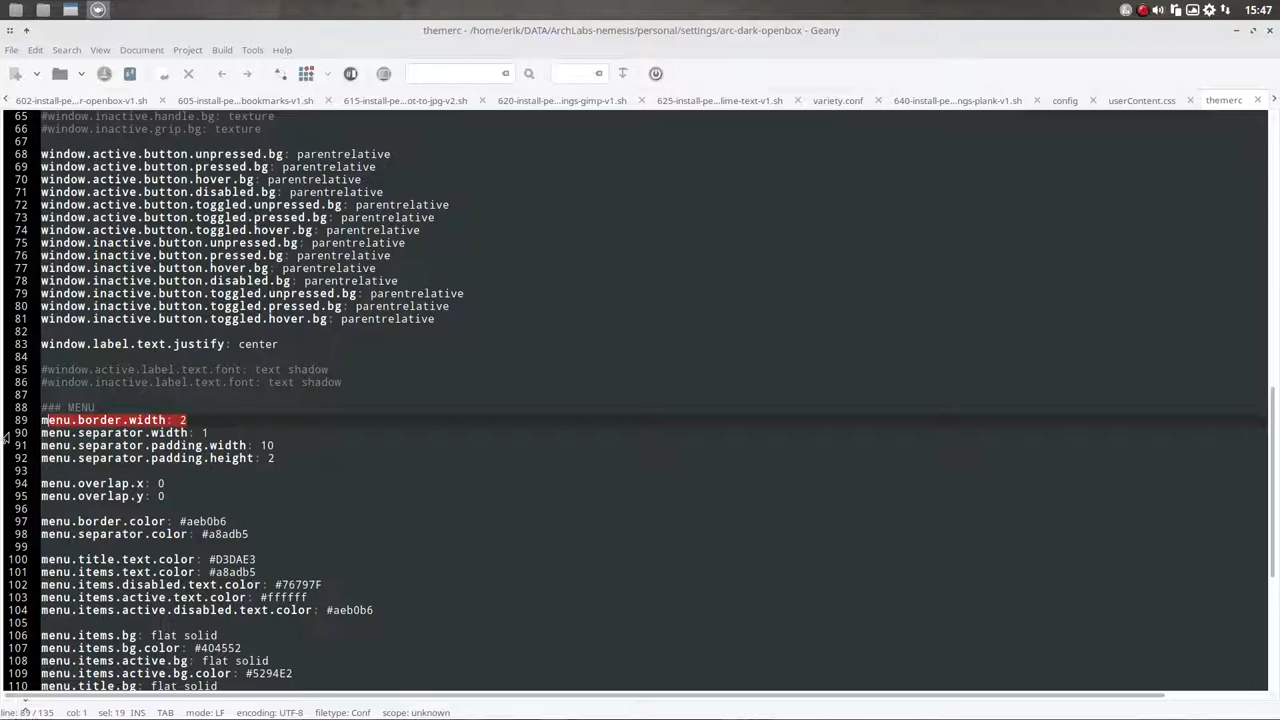 15:47
themerc - /home/erik/DATA/ArchLabs-nemesis/personal/settings/arc-dark-openbox - Geany
File Edit Search View Document Project Build Tools Help
602-install-pe...r-openbox-v1.sh 605-install-pe...bookmarks-v1.sh 615-install-pe...ot-to-jpg-v2.sh 620-install-pe...ings-gimp-v1.sh 625-install-pe...lime-text-v1.sh variety.conf 640-install-pe...ngs-plank-v1.sh config userContent.css themerc
65 #window.inactive.handle.bg: texture
66 #window.inactive.grip.bg: texture
67
68 window.active.button.unpressed.bg: parentrelative
69 window.active.button.pressed.bg: parentrelative
70 window.active.button.hover.bg: parentrelative
71 window.active.button.disabled.bg: parentrelative
72 window.active.button.toggled.unpressed.bg: parentrelative
73 window.active.button.toggled.pressed.bg: parentrelative
74 window.active.button.toggled.hover.bg: parentrelative
75 window.inactive.button.unpressed.bg: parentrelative
76 window.inactive.button.pressed.bg: parentrelative
77 window.inactive.button.hover.bg: parentrelative
78 window.inactive.button.disabled.bg: parentrelative
79 window.inactive.button.toggled.unpressed.bg: parentrelative
80 window.inactive.button.toggled.pressed.bg: parentrelative
81 window.inactive.button.toggled.hover.bg: parentrelative
82
83 window.label.text.justify: center
84
85 #window.active.label.text.font: text shadow
86 #window.inactive.label.text.font: text shadow
87
88 ### MENU
89 menu.border.width: 2
90 menu.separator.width: 1
91 menu.separator.padding.width: 10
92 menu.separator.padding.height: 2
93
94 menu.overlap.x: 0
95 menu.overlap.y: 0
96
97 menu.border.color: #aeb0b6
98 menu.separator.color: #a8adb5
99
100 menu.title.text.color: #D3DAE3
101 menu.items.text.color: #a8adb5
102 menu.items.disabled.text.color: #76797F
103 menu.items.active.text.color: #ffffff
104 menu.items.active.disabled.text.color: #aeb0b6
105
106 menu.items.bg: flat solid
107 menu.items.bg.color: #404552
108 menu.items.active.bg: flat solid
109 menu.items.active.bg.color: #5294E2
110 menu.title.bg: flat solid
line: 89 / 135 col: 1 sel: 19 INS TAB mode: LF encoding: UTF-8 filetype: Conf scope: unknown